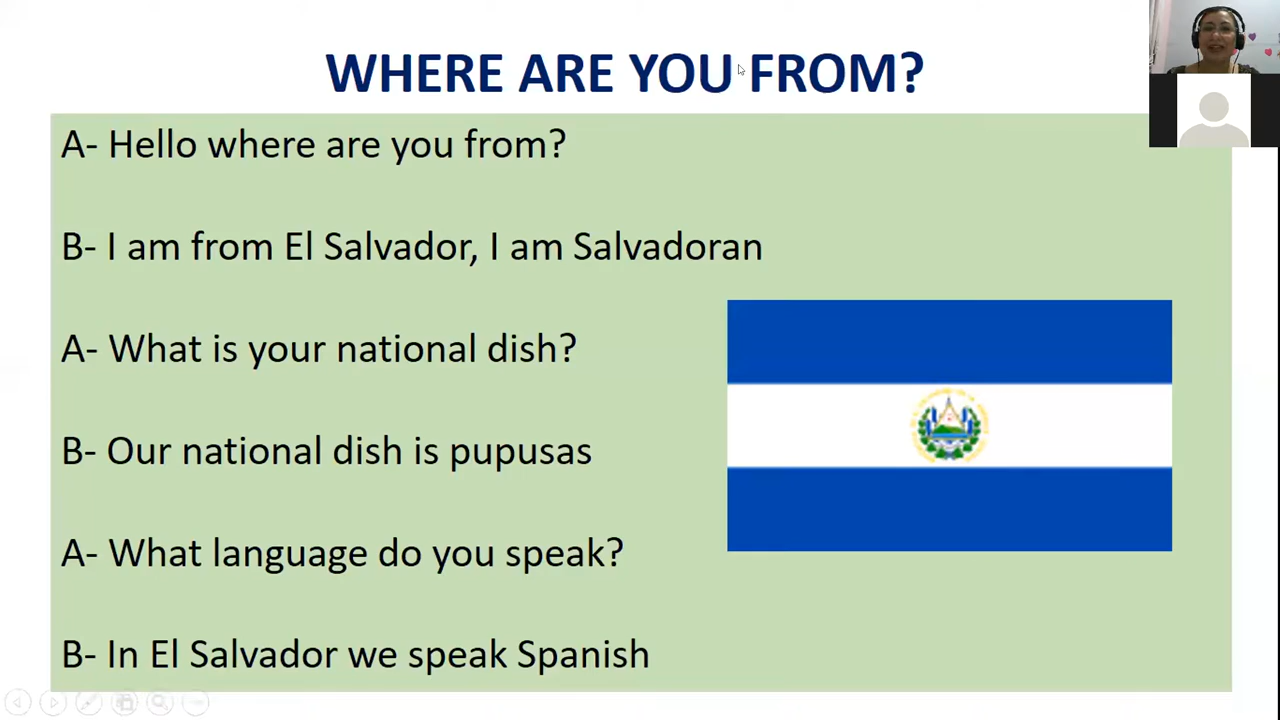 WHERE ARE YOU FROM?
A- Hello where are you from?
B- I am from El Salvador, I am Salvadoran
A- What is your national dish?
B- Our national dish is pupusas
A- What language do you speak?
B- In El Salvador we speak Spanish